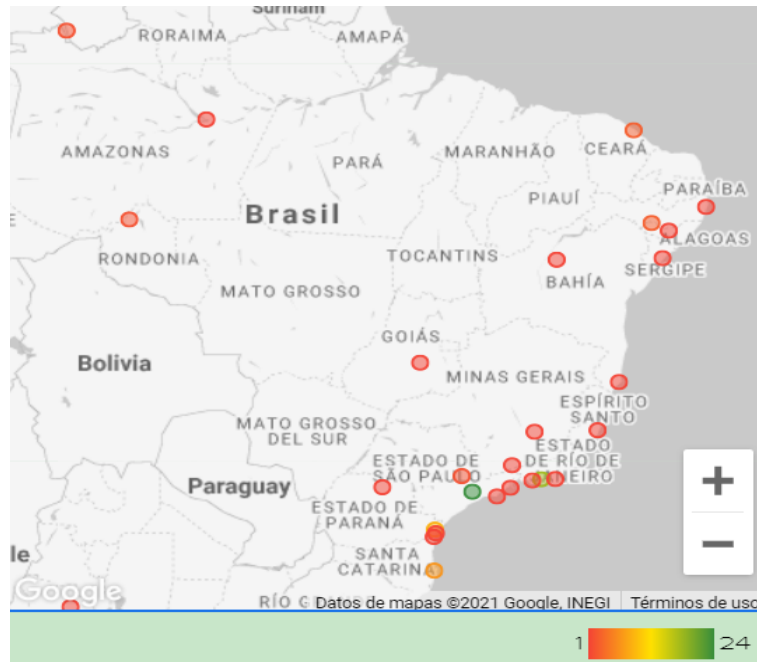 Surinam
RORAIMA
AMAPÁ
AMAZONAS
PARÁ
MARANHÃO
CEARÁ
PIAUÍ
PARAÍBA
Brasil
ALAGOAS
RONDONIA
TOCANTINS
SERGIPE
MATO GROSSO
BAHÍA
GOIÁS
Bolivia
MINAS GERAIS
ESPÍRITO
SANTO
MATO GROSSO
DEL SUR
ESTADO
DE RÍO DE
JANEIRO
ESTADO DE
SÃO PAULO
Paraguay
ESTADO DE
PARANÁ
SANTA
CATARINA
le
Google
RÍO
Datos de mapas ©2021 Google, INEGI
Términos de uso
+
−
1 24